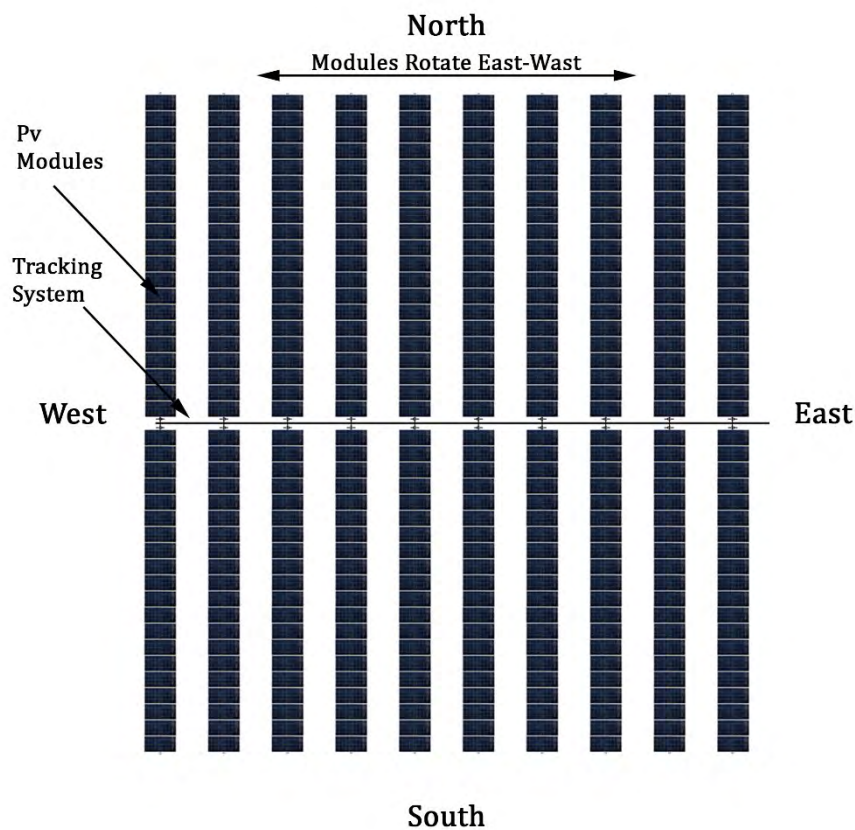 North
Modules Rotate East-Wast
Pv
Modules
Tracking
System
West
East
South